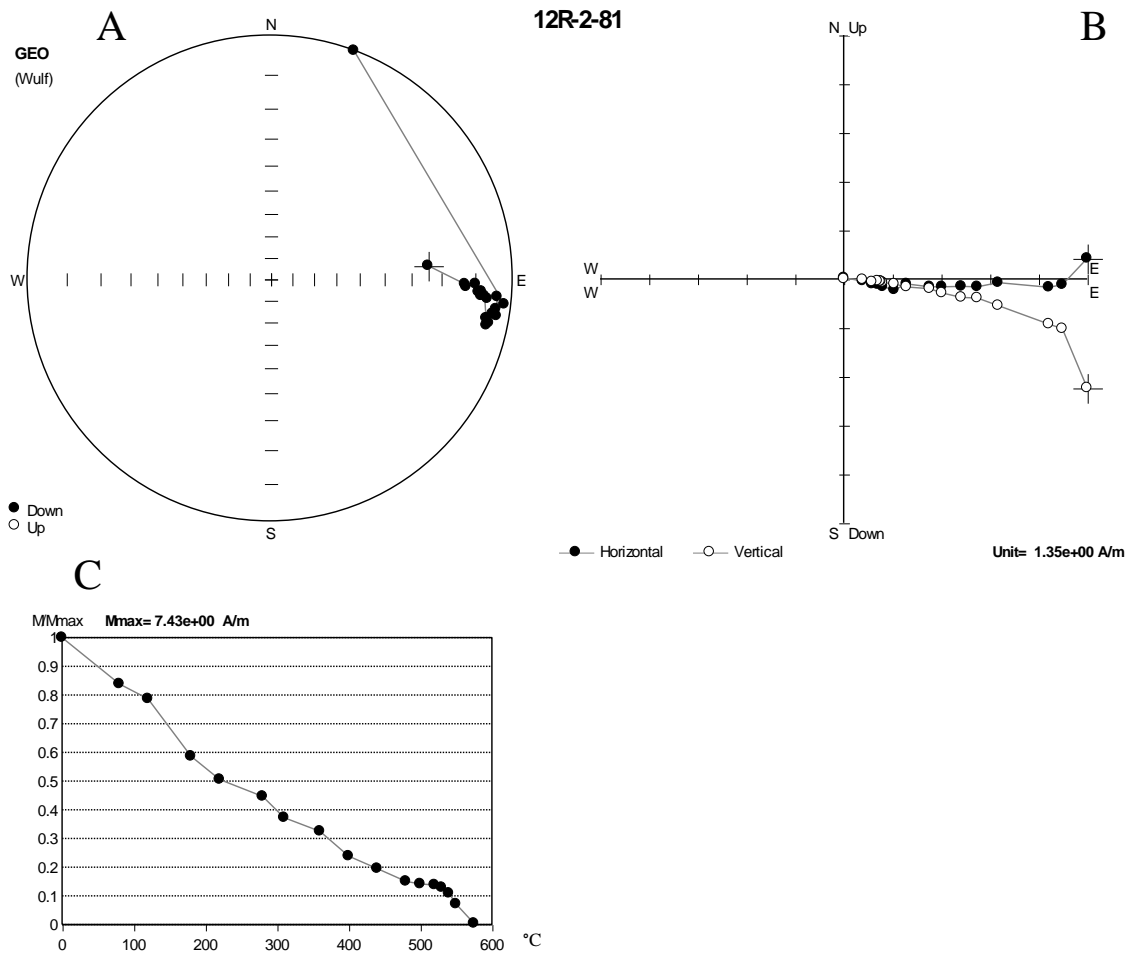 12R-2-81
A
GEO
(Wulf)
N
W
E
S
Down
Up
B
N Up
W
W
E
E
S Down
Horizontal
Vertical
Unit= 1.35e+00 A/m
C
M/Mmax Mmax= 7.43e+00 A/m
1
0.9
0.8
0.7
0.6
0.5
0.4
0.3
0.2
0.1
0
0 100 200 300 400 500 600 °C